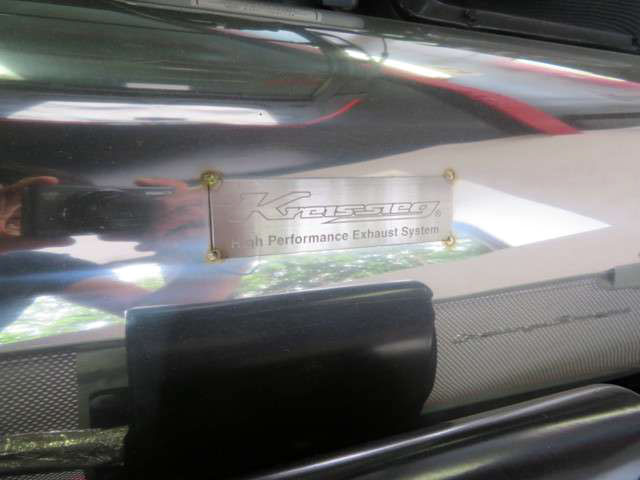 Kreissieg®
High Performance Exhaust System